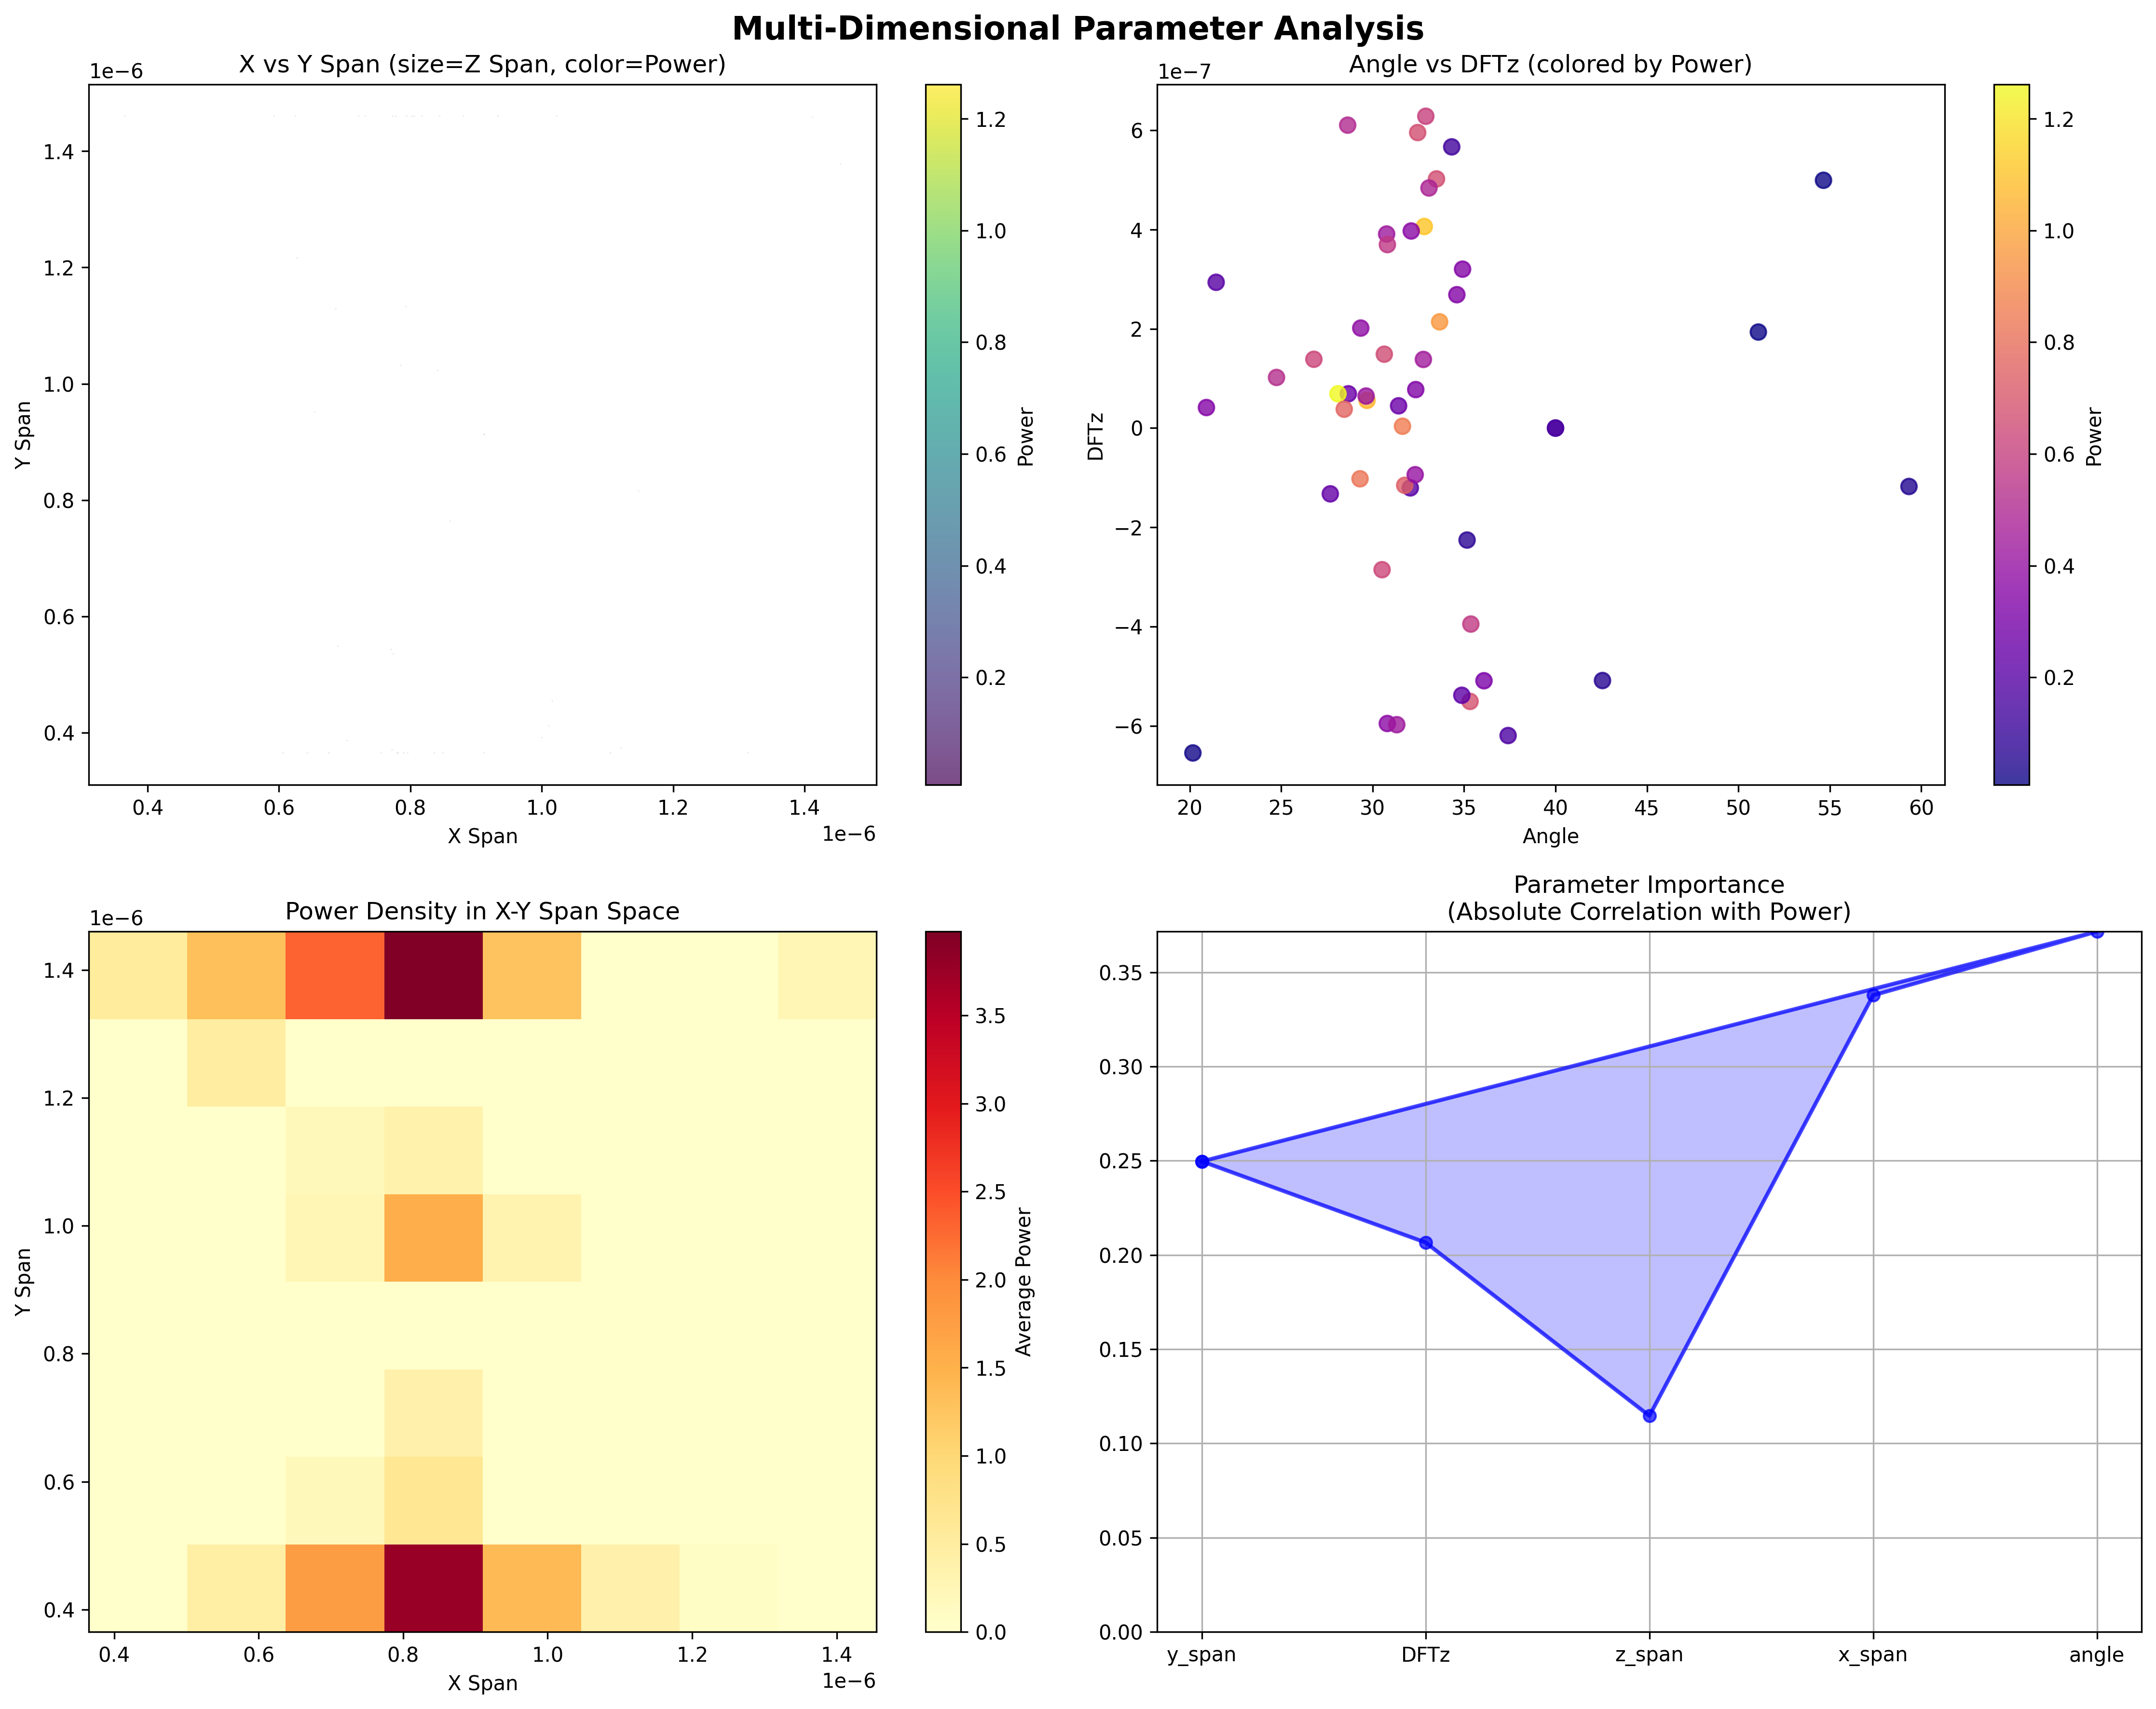 Multi-Dimensional Parameter Analysis
X vs Y Span (size=Z Span, color=Power)
1e−6
1.4
1.2
1.0
0.8
0.6
0.4
Y Span
0.4
0.6
0.8
1.0
1.2
1.4
1e−6
X Span
1.2
1.0
0.8
0.6
0.4
0.2
Power
Angle vs DFTz (colored by Power)
1e−7
6
4
2
0
−2
−4
−6
DFTz
20
25
30
35
40
45
50
55
60
Angle
1.2
1.0
0.8
0.6
0.4
0.2
Power
Power Density in X-Y Span Space
1e−6
1.4
1.2
1.0
0.8
0.6
0.4
Y Span
0.4
0.6
0.8
1.0
1.2
1.4
1e−6
X Span
3.5
3.0
2.5
2.0
1.5
1.0
0.5
0.0
Average Power
Parameter Importance
(Absolute Correlation with Power)
0.35
0.30
0.25
0.20
0.15
0.10
0.05
0.00
y_span
DFTz
z_span
x_span
angle